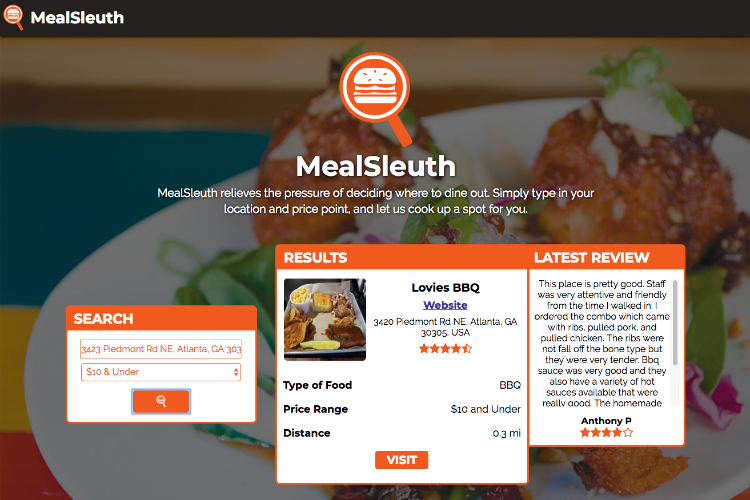 MealSleuth
MealSleuth
MealSleuth relieves the pressure of deciding where to dine out. Simply type in your
location and price point, and let us cook up a spot for you.
SEARCH
3423 Piedmont Rd NE, Atlanta, GA 303
$10 & Under
RESULTS
Lovies BBQ
Website
3420 Piedmont Rd NE, Atlanta, GA
30305, USA
Type of Food BBQ
Price Range $10 and Under
Distance 0.3 mi
VISIT
LATEST REVIEW
This place is pretty good. Staff
was very attentive and friendly
from the time I walked in. I
ordered the combo which came
with ribs, pulled pork, and
pulled chicken. The ribs were
not fall off the bone type but
they were very tender. Bbq
sauce was very good and they
also have a variety of hot
sauces available that were
really good. The homemade
Anthony P